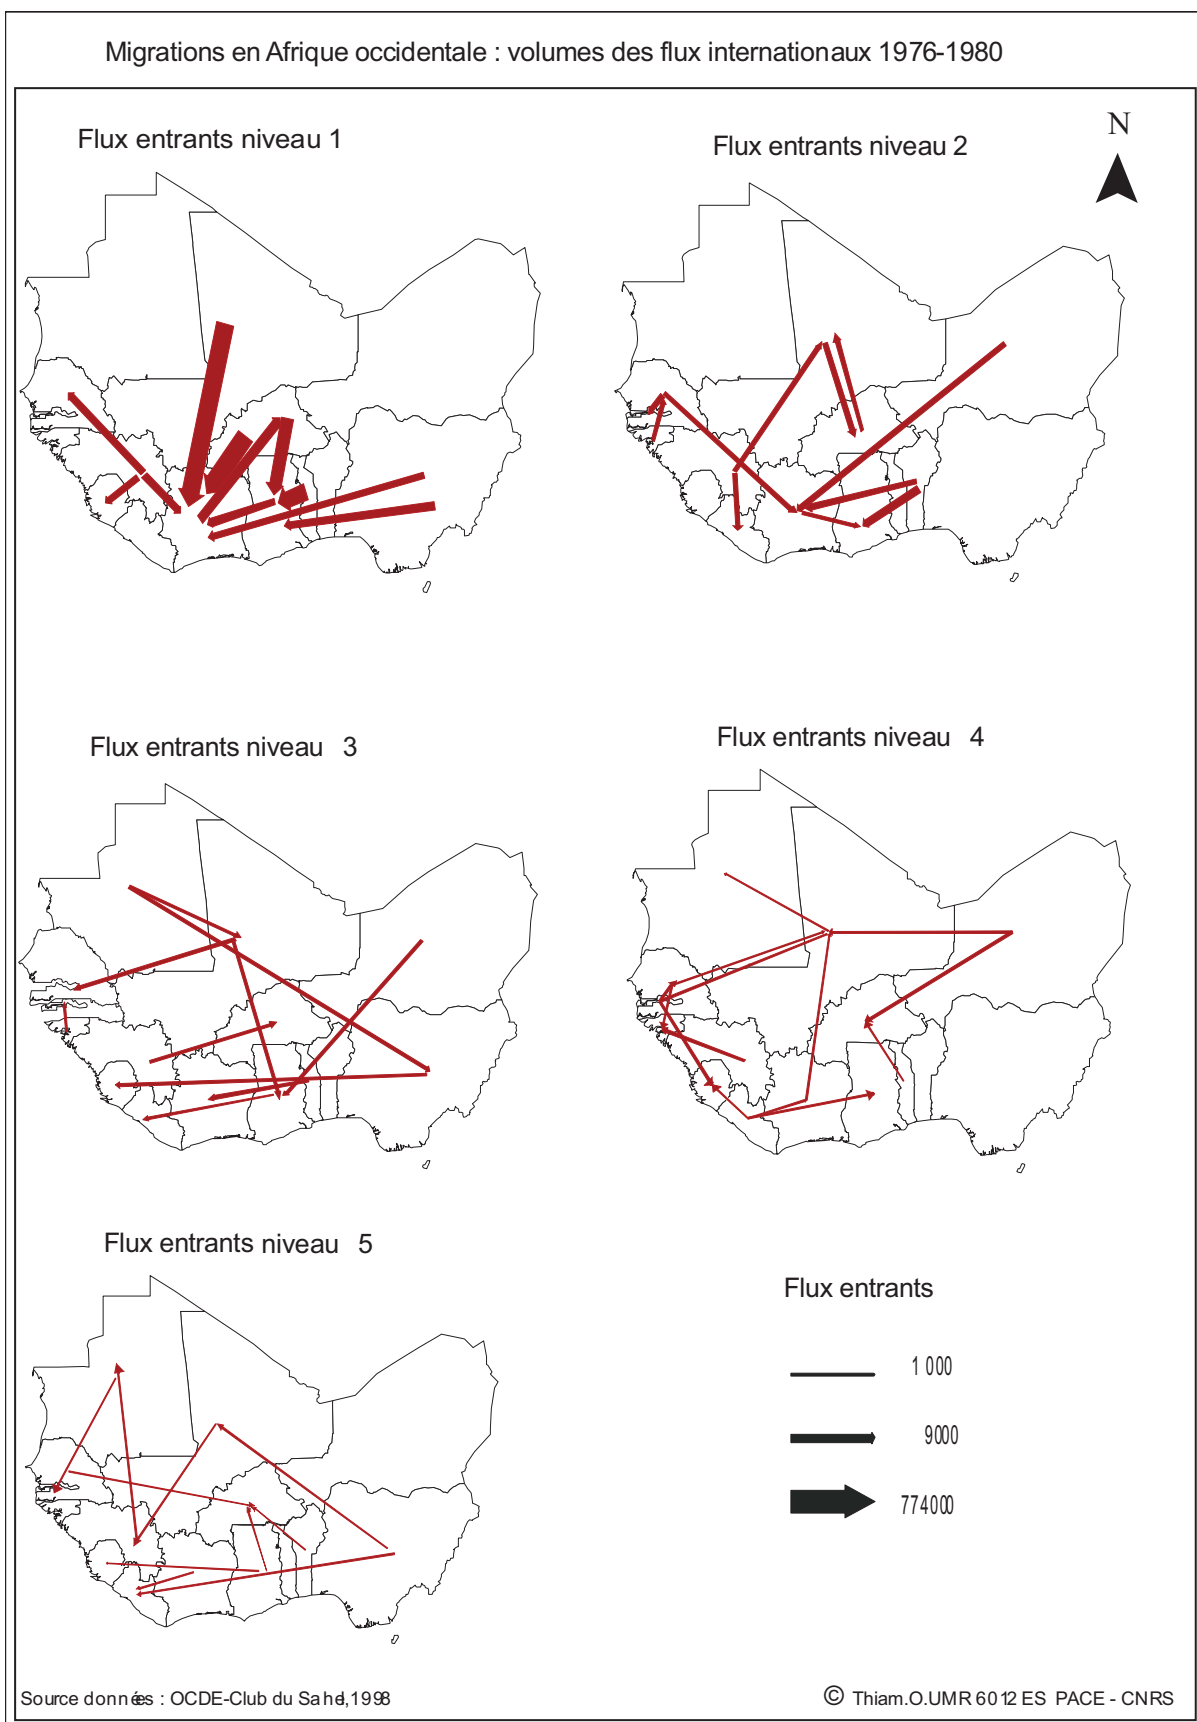 Migrations en Afrique occidentale : volumes des flux internationaux 1976-1980
Flux entrants niveau 1
Flux entrants niveau 2
N
Flux entrants niveau 3
Flux entrants niveau 4
Flux entrants niveau 5
Flux entrants
1 000
9000
774000
Source données : OCDE-Club du Sahel,1998
© Thiam.O.UMR 6012 ES PACE - CNRS